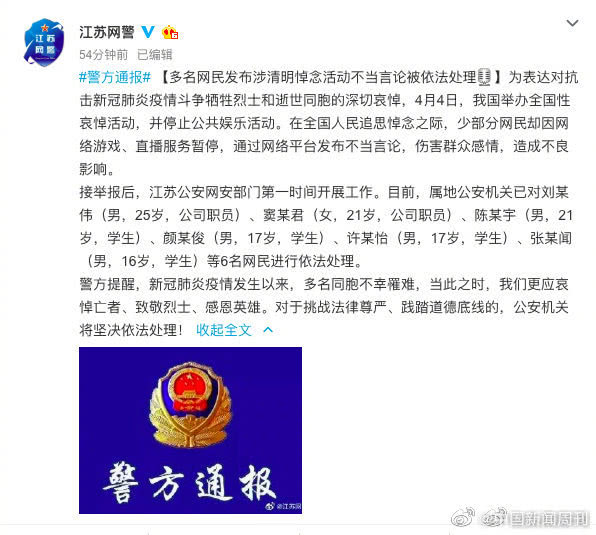 江苏网警
54分钟前 已编辑
#警方通报# 【多名网民发布涉清明悼念活动不当言论被依法处理】为表达对抗
击新冠肺炎疫情斗争牺牲烈士和逝世同胞的深切哀悼，4月4日，我国举办全国性
哀悼活动，并停止公共娱乐活动。在全国人民追思悼念之际，少部分网民却因网
络游戏、直播服务暂停，通过网络平台发布不当言论，伤害群众感情，造成不良
影响。
接举报后，江苏公安网安部门第一时间开展工作。目前，属地公安机关已对刘某
伟（男，25岁，公司职员）、窦某君（女，21岁，公司职员）、陈某宇（男，21
岁，学生）、颜某俊（男，17岁，学生）、许某怡（男，17岁，学生）、张某闻
（男，16岁，学生）等6名网民进行依法处理。
警方提醒，新冠肺炎疫情发生以来，多名同胞不幸罹难，当此之时，我们更应哀
悼亡者、致敬烈士、感恩英雄。对于挑战法律尊严、践踏道德底线的，公安机关
将坚决依法处理！ 收起全文
江苏
网警
警方通报
@江苏网
国新闻周刊